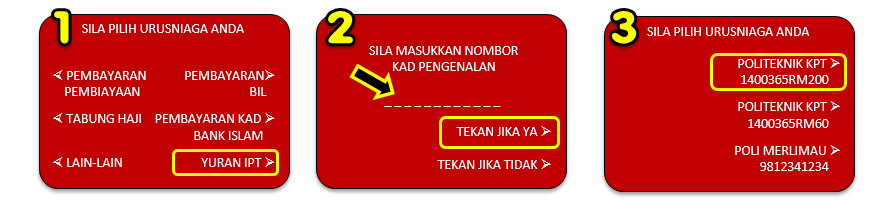 1
SILA PILIH URUSNIAGA ANDA
PEMBAYARAN
PEMBIAYAAN
PEMBAYARAN
BIL
TABUNG HAJI
PEMBAYARAN KAD
BANK ISLAM
LAIN-LAIN
YURAN IPT
2
SILA MASUKKAN NOMBOR
KAD PENGENALAN
_ _ _ _ _ _ _ _ _ _ _ _
TEKAN JIKA YA
TEKAN JIKA TIDAK
3
SILA PILIH URUSNIAGA ANDA
POLITEKNIK KPT
1400365RM200
POLITEKNIK KPT
1400365RM60
POLI MERLIMAU
9812341234